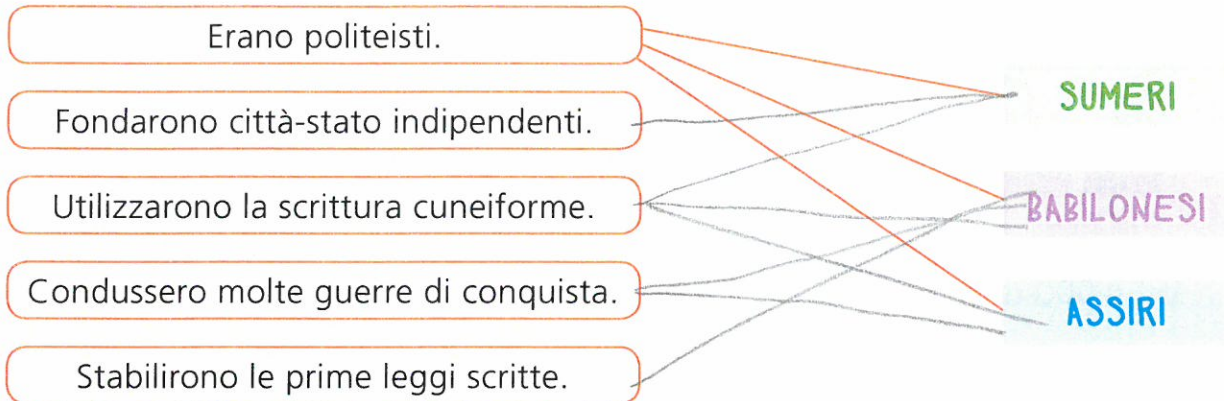 Erano politeisti.
Fondarono città-stato indipendenti.
Utilizzarono la scrittura cuneiforme.
Condussero molte guerre di conquista.
Stabilirono le prime leggi scritte.
SUMERI
BABILONESI
ASSIRI